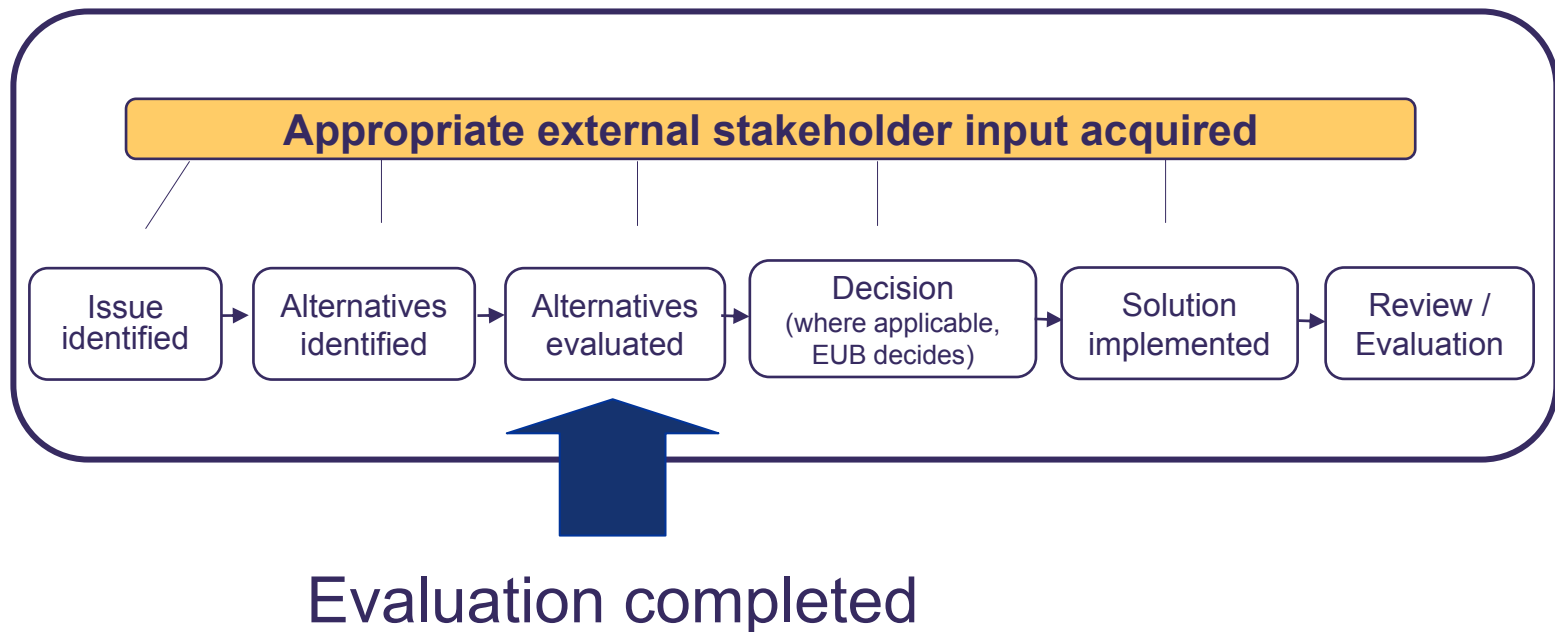 Appropriate external stakeholder input acquired
Issue
identified
Alternatives
identified
Alternatives
evaluated
Decision
(where applicable,
EUB decides)
Solution
implemented
Review /
Evaluation
Evaluation completed